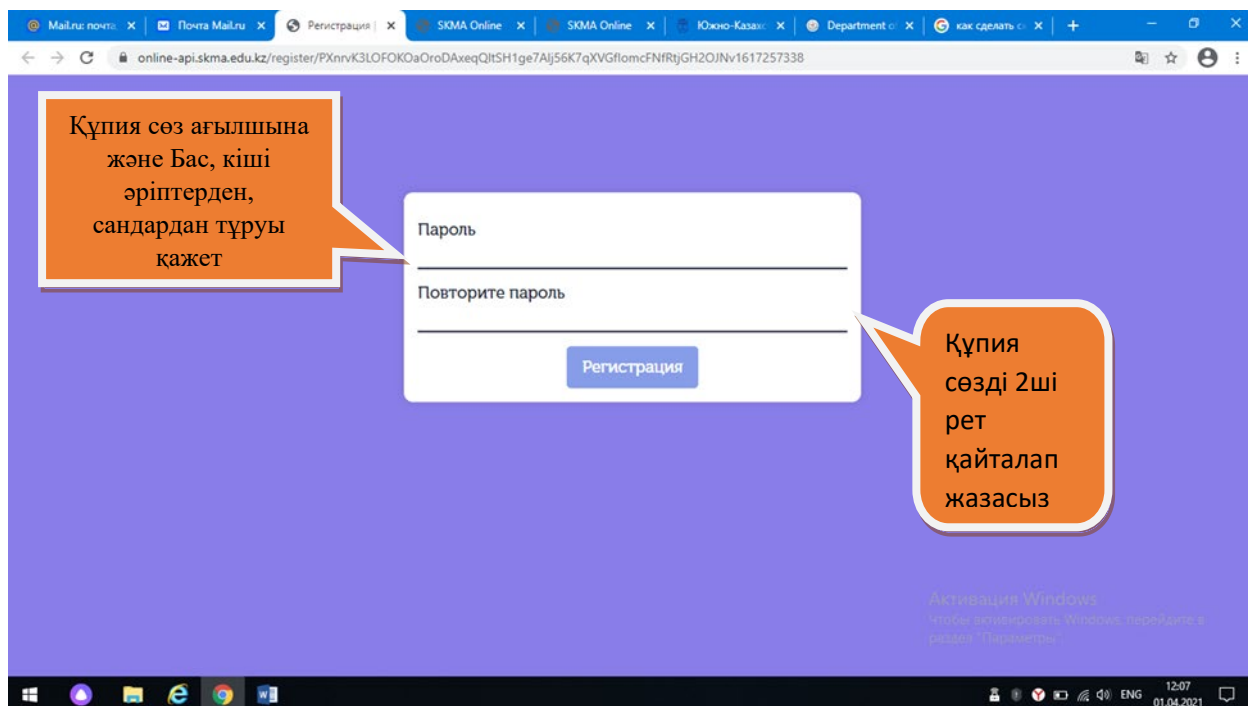 Mail.ru: почта
Почта Mail.ru
Регистрация |
SKMA Online
SKMA Online
Южно-Казахс
Department o
как сделать с
online-api.skma.edu.kz/register/
Құпия сөз ағылшына
және Бас, кіші
әріптерден,
сандардан тұруы
қажет
Пароль
Повторите пароль
Регистрация
Құпия
сөзді 2ші
рет
қайталап
жазасыз
Активация Windows
Чтобы активировать Windows, перейдите в
раздел "Параметры".
ENG
12:07
01.04.2021